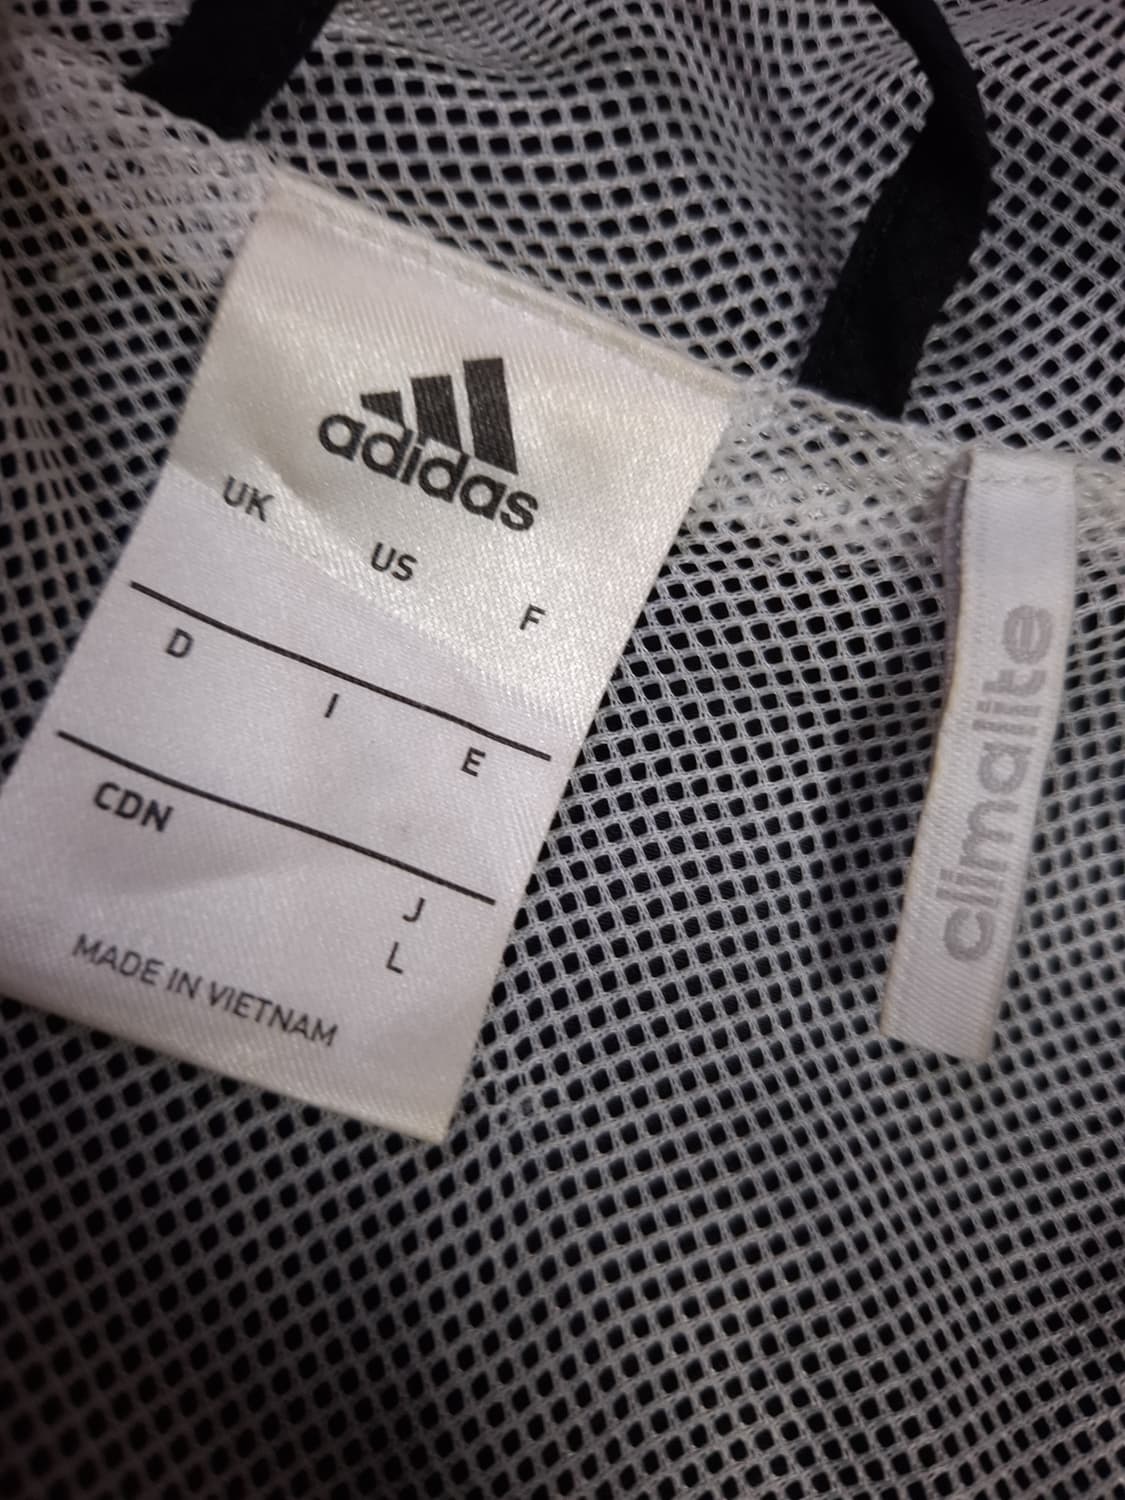 adidas
UK US F
D I E
CDN J
L
MADE IN VIETNAM
climalite